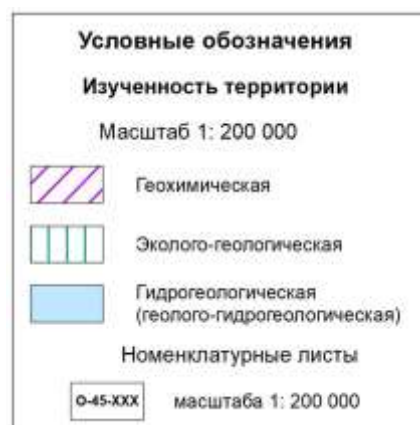 Условные обозначения
Изученность территории
Масштаб 1: 200 000
Геохимическая
Эколого-геологическая
Гидрогеологическая
(геолого-гидрогеологическая)
Номенклатурные листы
О-45-XXX масштаба 1: 200 000